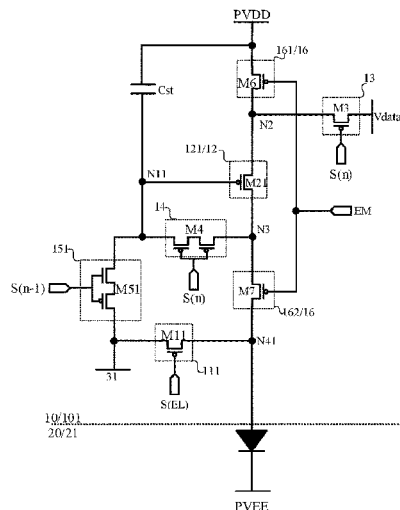 PVDD
161/16
M6
13
M3
Cst
N2
Vdata
121/12
S(n)
N11
M21
14
M4
N3
EM
151
S(n)
M7
S(n-1)
M51
162/16
M11
N41
31
111
S(EL)
10/101
20/21
PVEE